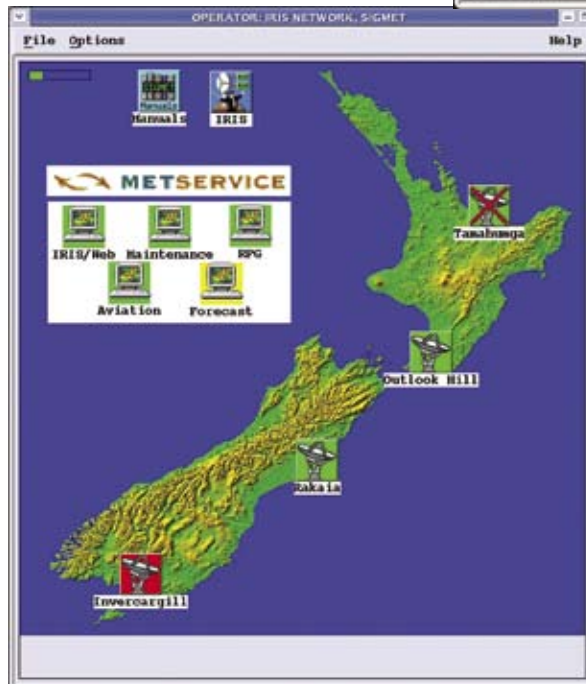 OPERATOR: IRIS NETWORK, SIGMET
File Options Help
Manuals IRIS
METSERVICE
IRIS/Web Maintenance RPG
Aviation Forecast
Tamahunga
Outlook Hill
Rakaia
Invercargill